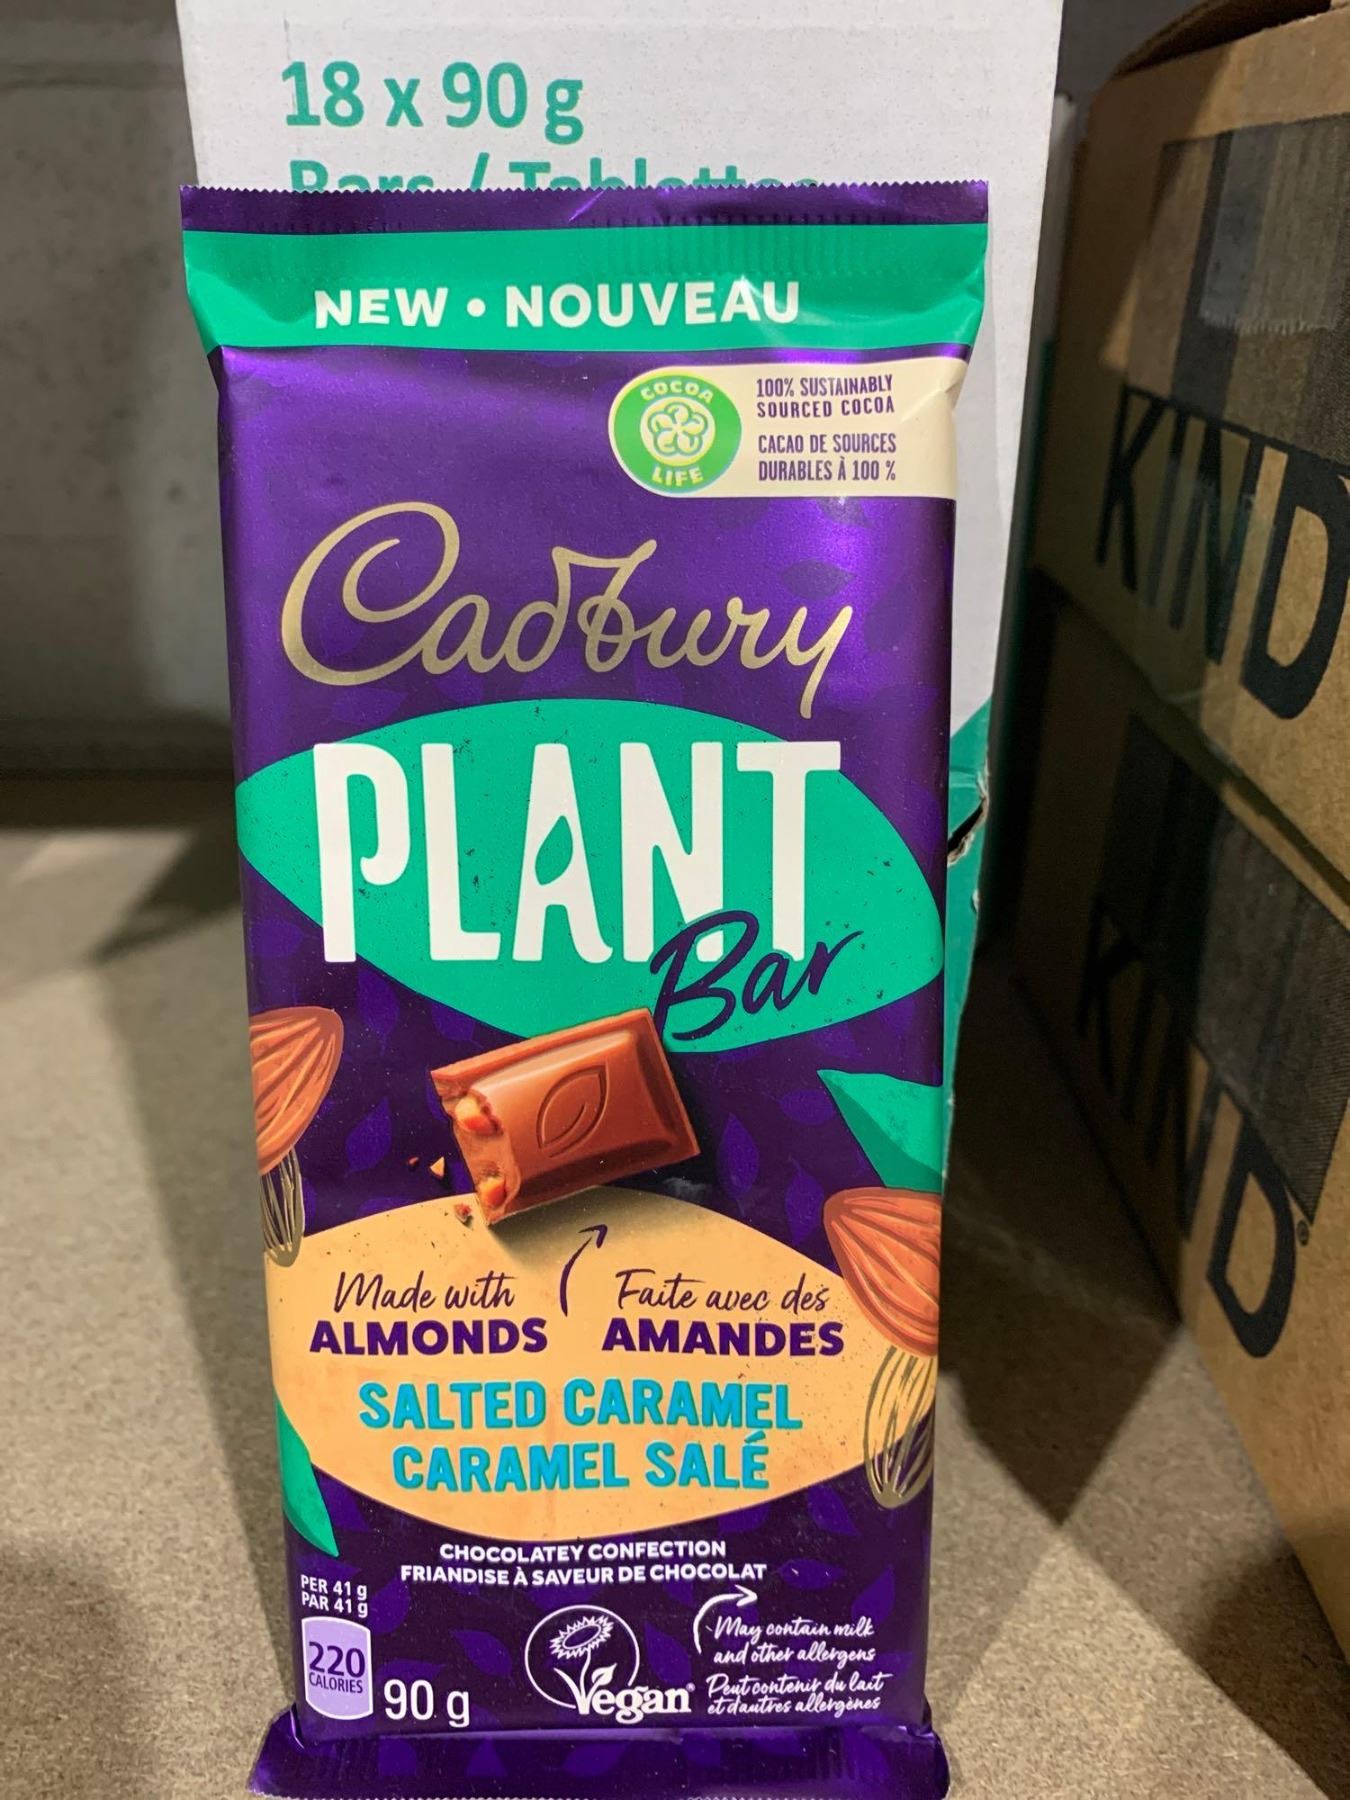 18 x 90 g
Bars / Tablettes
NEW • NOUVEAU
COCOA
LIFE
100% SUSTAINABLY
SOURCED COCOA
CACAO DE SOURCES
DURABLES À 100 %
Cadbury
PLANT
Bar
Made with
ALMONDS
Faite avec des
AMANDES
SALTED CARAMEL
CARAMEL SALÉ
CHOCOLATEY CONFECTION
FRIANDISE À SAVEUR DE CHOCOLAT
PER 41 g
PAR 41 g
220
CALORIES
90 g
Vegan
May contain milk
and other allergens
Peut contenir du lait
et d'autres allergènes
KIND
KIND